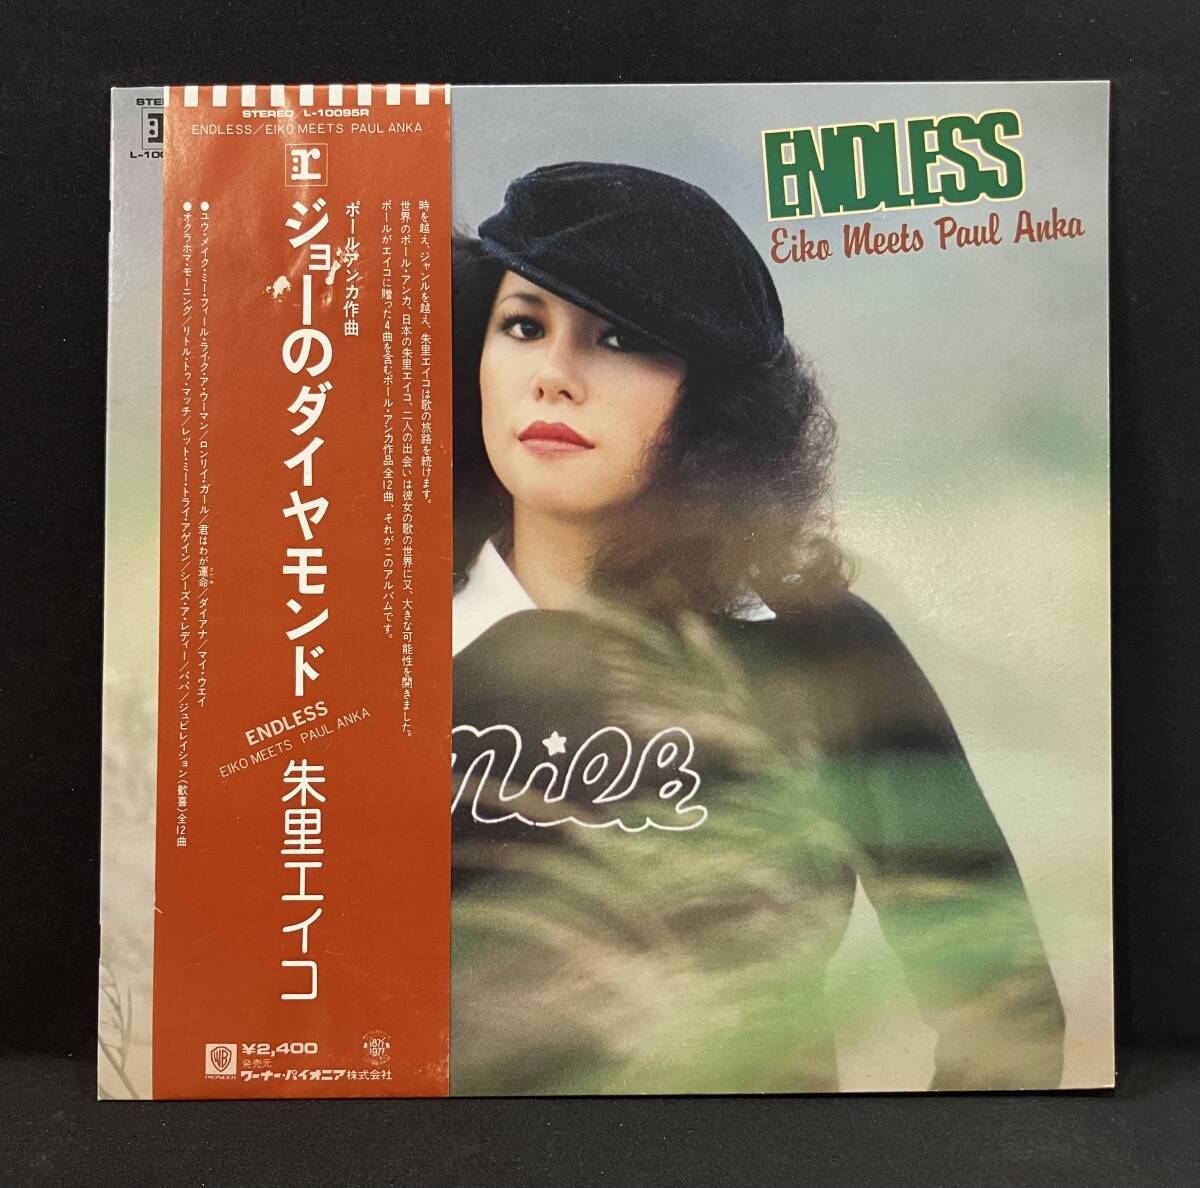 STEREO/L-10095R
ENDLESS/EIKO MEETS PAUL ANKA
r
ポール・アンカ作曲
ジョーのダイヤモンド
ENDLESS
EIKO MEETS PAUL ANKA
朱里エイコ
時を越え、ジャンルを越え、朱里エイコは歌の旅路を続けます。
世界のポール・アンカ、日本の朱里エイコ、二人の出会いは彼女の歌の世界に又、大きな可能性を開きました。
ポールがエイコに贈った4曲を含むポール・アンカ作品全12曲、それがこのアルバムです。
●ユウ・メイク・ミー・フィール・ライク・ア・ウーマン/ロンリイ・ガール/君はわが運命/ダイアナ/マイ・ウエイ
●オクラホマ・モーニング/リトル・トゥ・マッチ/レット・ミー・トライ・アゲイン/シーズ・ア・レディー/パパ/ジュビレイション(歓喜)全12曲
WB
PIONEER
¥2,400
発売元
ワーナー・パイオニア株式会社
1877
1977
STE
L-100
ENDLESS
Eiko Meets Paul Anka